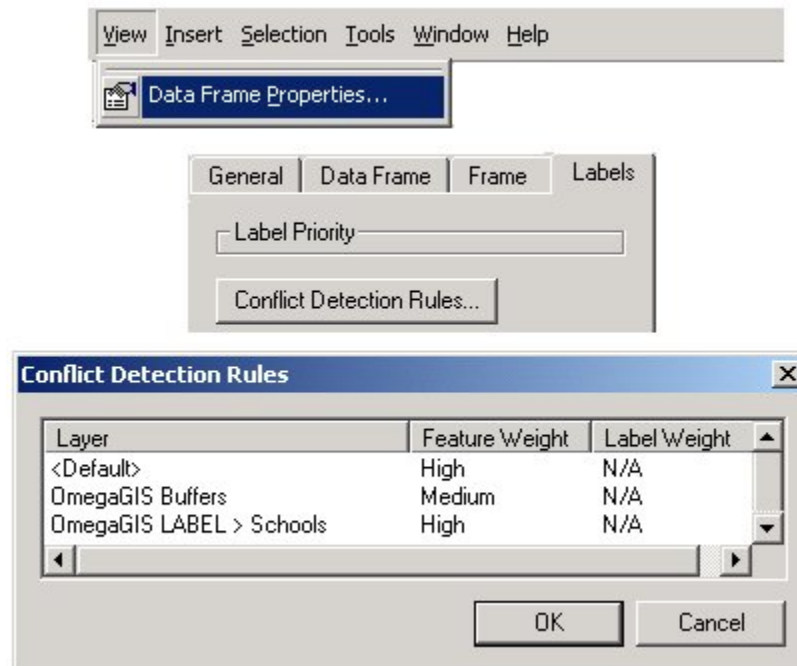 View Insert Selection Tools Window Help
Data Frame Properties...
General Data Frame Frame Labels
Label Priority
Conflict Detection Rules...
Conflict Detection Rules
Layer Feature Weight Label Weight
<Default> High N/A
OmegaGIS Buffers Medium N/A
OmegaGIS LABEL > Schools High N/A
OK Cancel